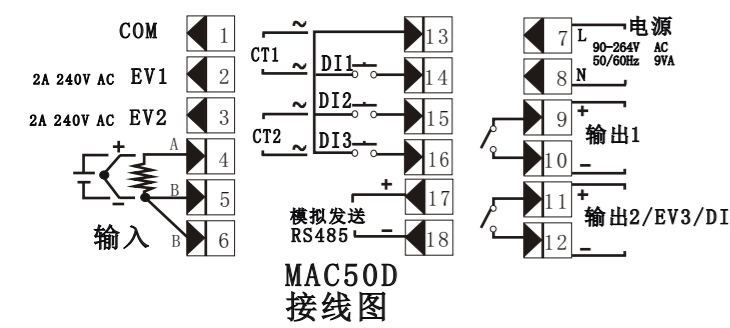 COM 1
2A 240V AC EV1 2
2A 240V AC EV2 3
+ A 4
- B 5
输入 B 6
~ 13
CT1
~ DI1 14
~ DI2 15
CT2
~ DI3 16
+ 17
模拟发送
RS485 - 18
7 L 电源
90-264V AC
50/60Hz 9VA
8 N
9 +
输出1
10 -
11 +
输出2/EV3/DI
12 -
MAC50D
接线图